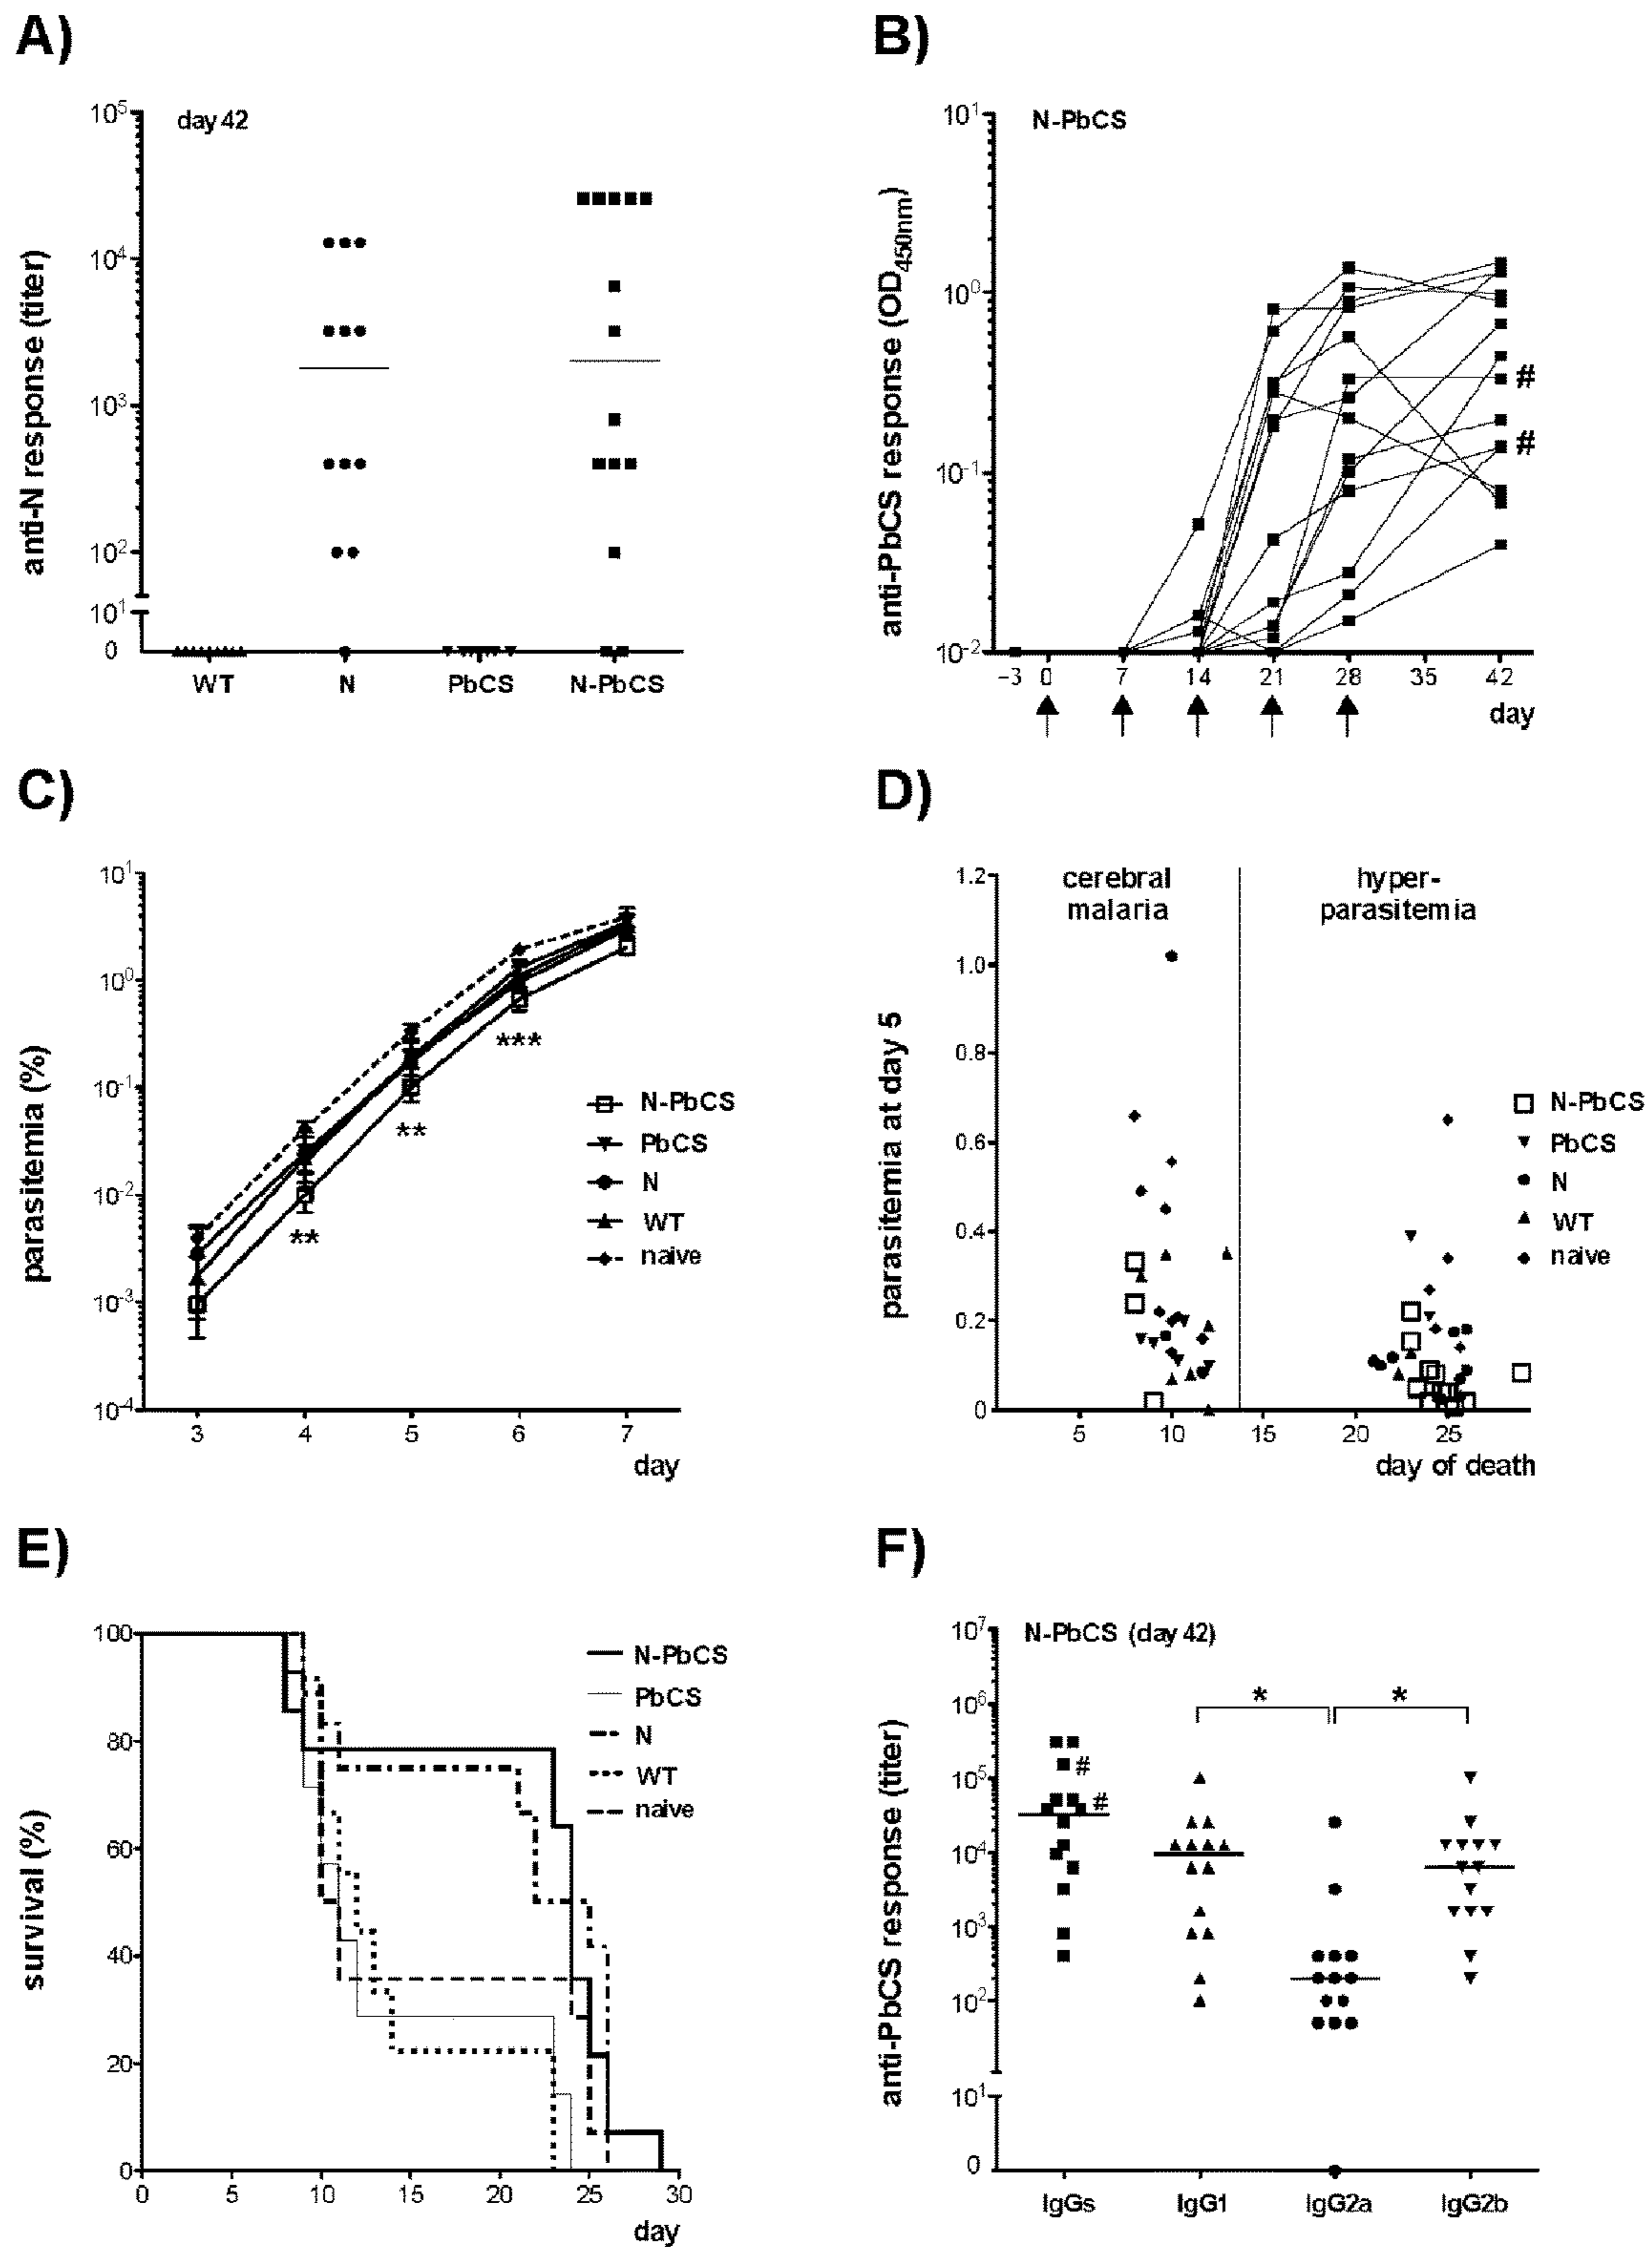 A)
day 42
10^5
10^4
10^3
10^2
10^1
0
anti-N response (titer)
WT N PbCS N-PbCS
B)
N-PbCS
10^1
10^0
10^-1
10^-2
anti-PbCS response (OD450nm)
#
#
-3 0 7 14 21 28 35 42
day
C)
10^1
10^0
10^-1
10^-2
10^-3
10^-4
parasitemia (%)
**
**
***
N-PbCS
PbCS
N
WT
naive
3 4 5 6 7
day
D)
cerebral
malaria
hyper-
parasitemia
1.2
1.0
0.8
0.6
0.4
0.2
0
parasitemia at day 5
N-PbCS
PbCS
N
WT
naive
5 10 15 20 25
day of death
E)
100
80
60
40
20
0
survival (%)
N-PbCS
PbCS
N
WT
naive
0 5 10 15 20 25 30
day
F)
N-PbCS (day 42)
10^7
10^6
10^5
10^4
10^3
10^2
10^1
0
anti-PbCS response (titer)
* *
#
#
IgGs IgG1 IgG2a IgG2b